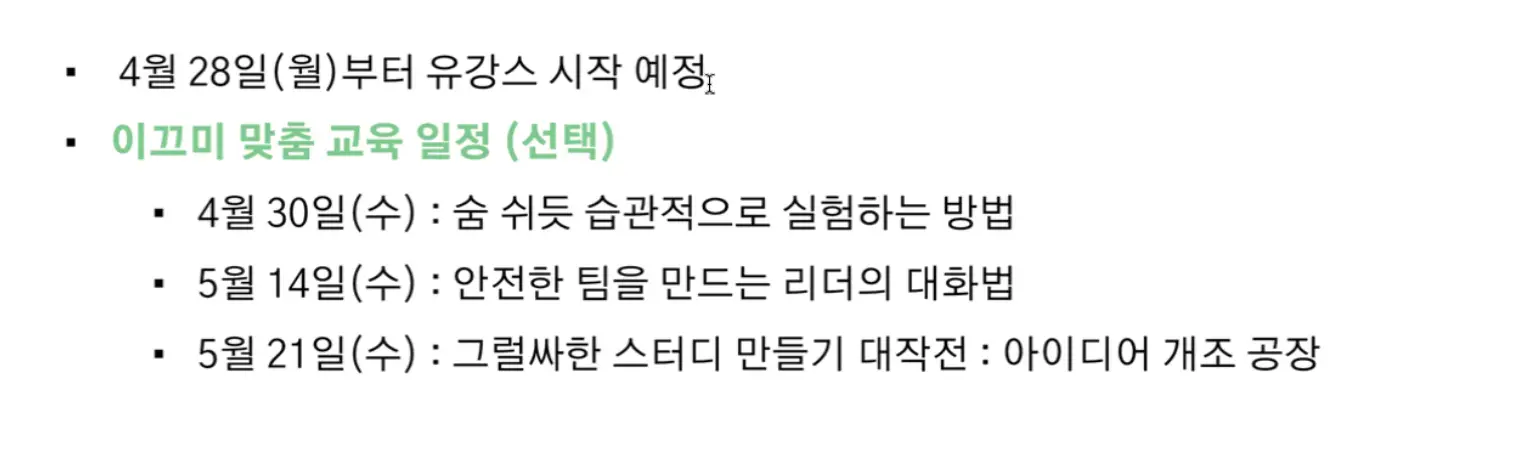 ▪ 4월 28일(월)부터 유강스 시작 예정
▪ 이끄미 맞춤 교육 일정 (선택)
▪ 4월 30일(수) : 숨 쉬듯 습관적으로 실험하는 방법
▪ 5월 14일(수) : 안전한 팀을 만드는 리더의 대화법
▪ 5월 21일(수) : 그럴싸한 스터디 만들기 대작전 : 아이디어 개조 공장